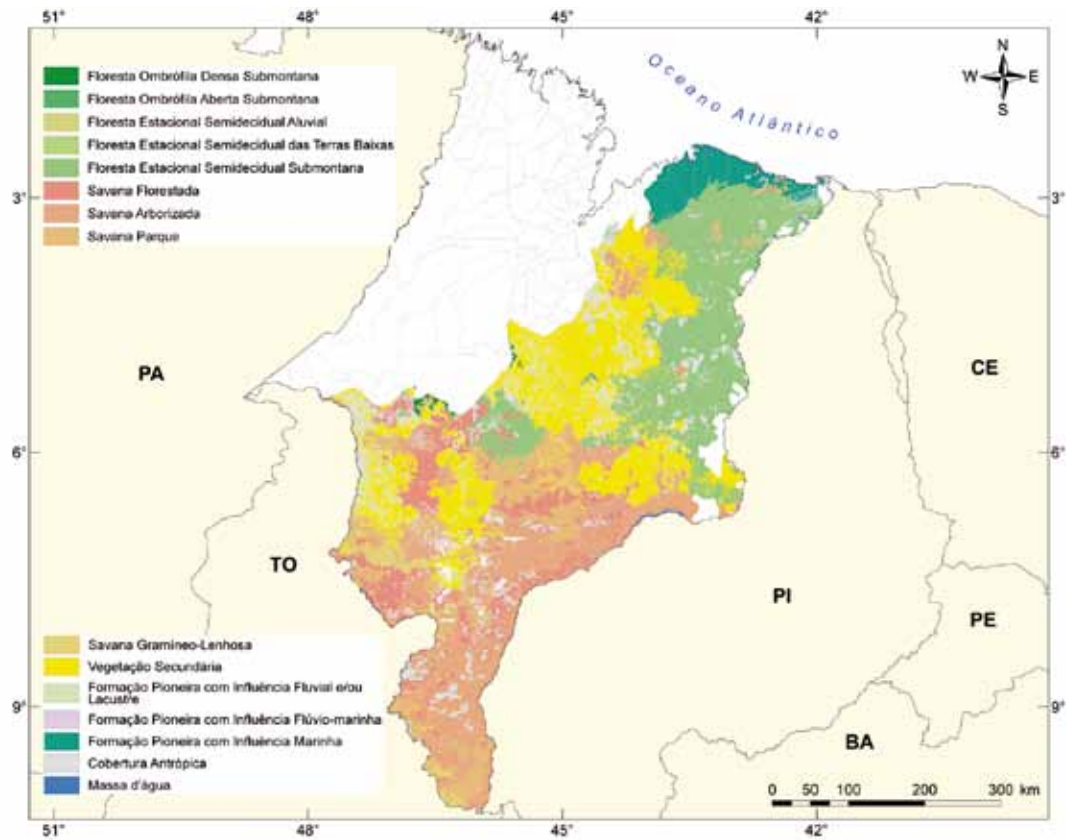 51° 48° 45° 42°
N
W E
S
Oceano Atlântico
Floresta Ombrófila Densa Submontana
Floresta Ombrófila Aberta Submontana
Floresta Estacional Semidecidual Aluvial
Floresta Estacional Semidecidual das Terras Baixas
Floresta Estacional Semidecidual Submontana
Savana Florestada
Savana Arborizada
Savana Parque
3° 3°
PA
CE
6° 6°
TO
PI
PE
Savana Gramíneo-Lenhosa
Vegetação Secundária
Formação Pioneira com Influência Fluvial e/ou
Lacustre
Formação Pioneira com Influência Flúvio-marinha
Formação Pioneira com Influência Marinha
Cobertura Antrópica
Massa d'água
9° 9°
BA
0 50 100 200 300 km
51° 48° 45° 42°